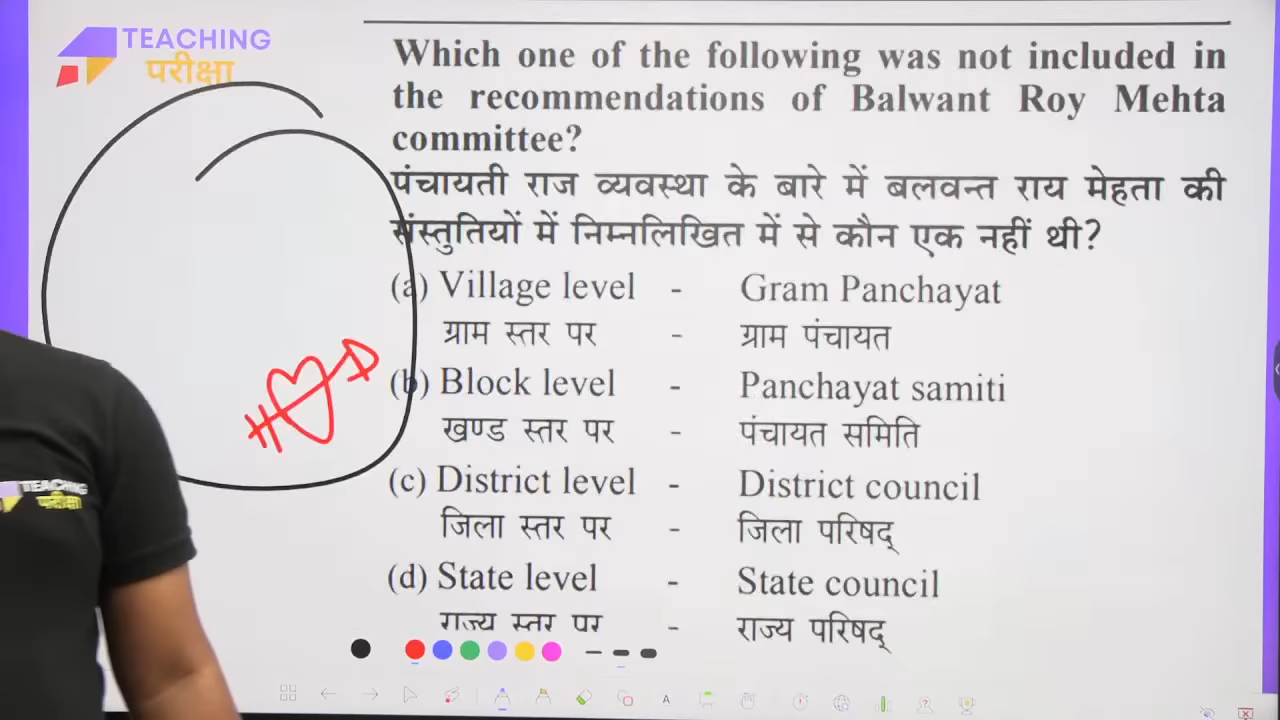 TEACHING
परीक्षा
Which one of the following was not included in
the recommendations of Balwant Roy Mehta
committee?
पंचायती राज व्यवस्था के बारे में बलवन्त राय मेहता की
संस्तुतियों में निम्नलिखित में से कौन एक नहीं थी?
(a) Village level - Gram Panchayat
ग्राम स्तर पर - ग्राम पंचायत
(b) Block level - Panchayat samiti
खण्ड स्तर पर - पंचायत समिति
(c) District level - District council
जिला स्तर पर - जिला परिषद्
(d) State level - State council
राज्य स्तर पर - राज्य परिषद्
TEACHING
परीक्षा